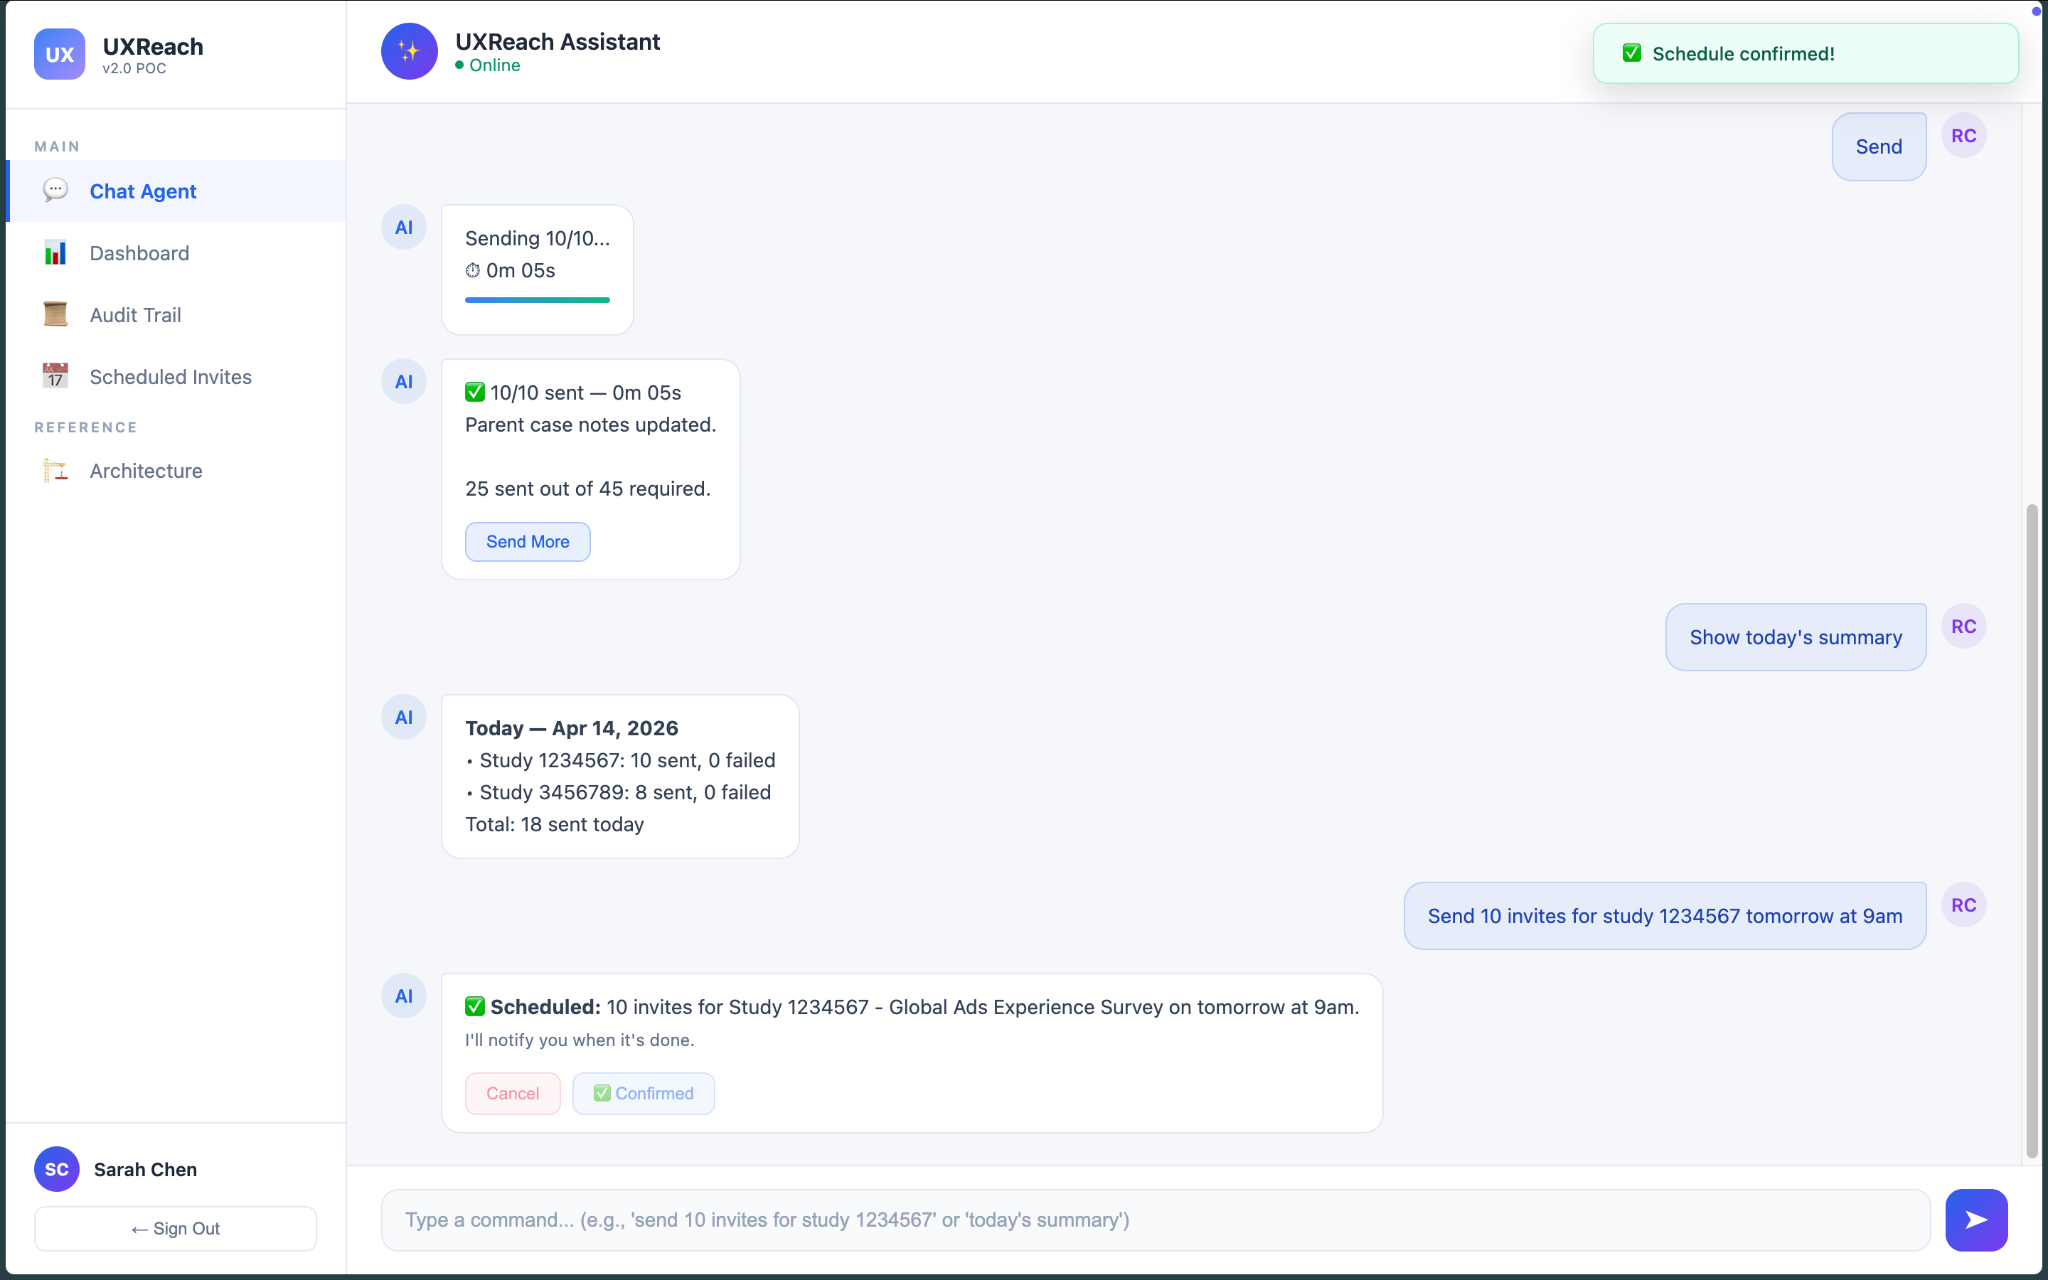 UX
UXReach
v2.0 POC
MAIN
Chat Agent
Dashboard
Audit Trail
17
Scheduled Invites
REFERENCE
Architecture
SC
Sarah Chen
← Sign Out
UXReach Assistant
Online
✅ Schedule confirmed!
Send
RC
AI
Sending 10/10...
⏱ 0m 05s
AI
✅ 10/10 sent — 0m 05s
Parent case notes updated.
25 sent out of 45 required.
Send More
Show today's summary
RC
AI
Today — Apr 14, 2026
• Study 1234567: 10 sent, 0 failed
• Study 3456789: 8 sent, 0 failed
Total: 18 sent today
Send 10 invites for study 1234567 tomorrow at 9am
RC
AI
✅ Scheduled: 10 invites for Study 1234567 - Global Ads Experience Survey on tomorrow at 9am.
I'll notify you when it's done.
Cancel
✅ Confirmed
Type a command... (e.g., 'send 10 invites for study 1234567' or 'today's summary')